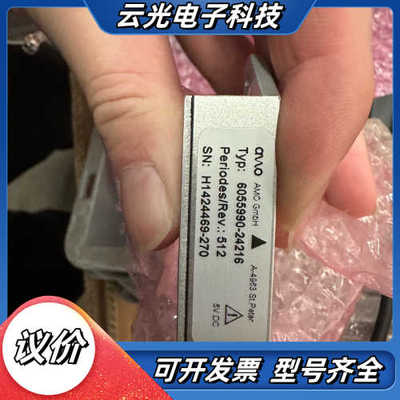 云光电子科技
amo
AMO GmbH
A-4963 St.Peter
Typ: 6055990-24216
Periodes/Rev.: 512
SN: H1424469-270
5V DC
议价
可开发票 型号齐全